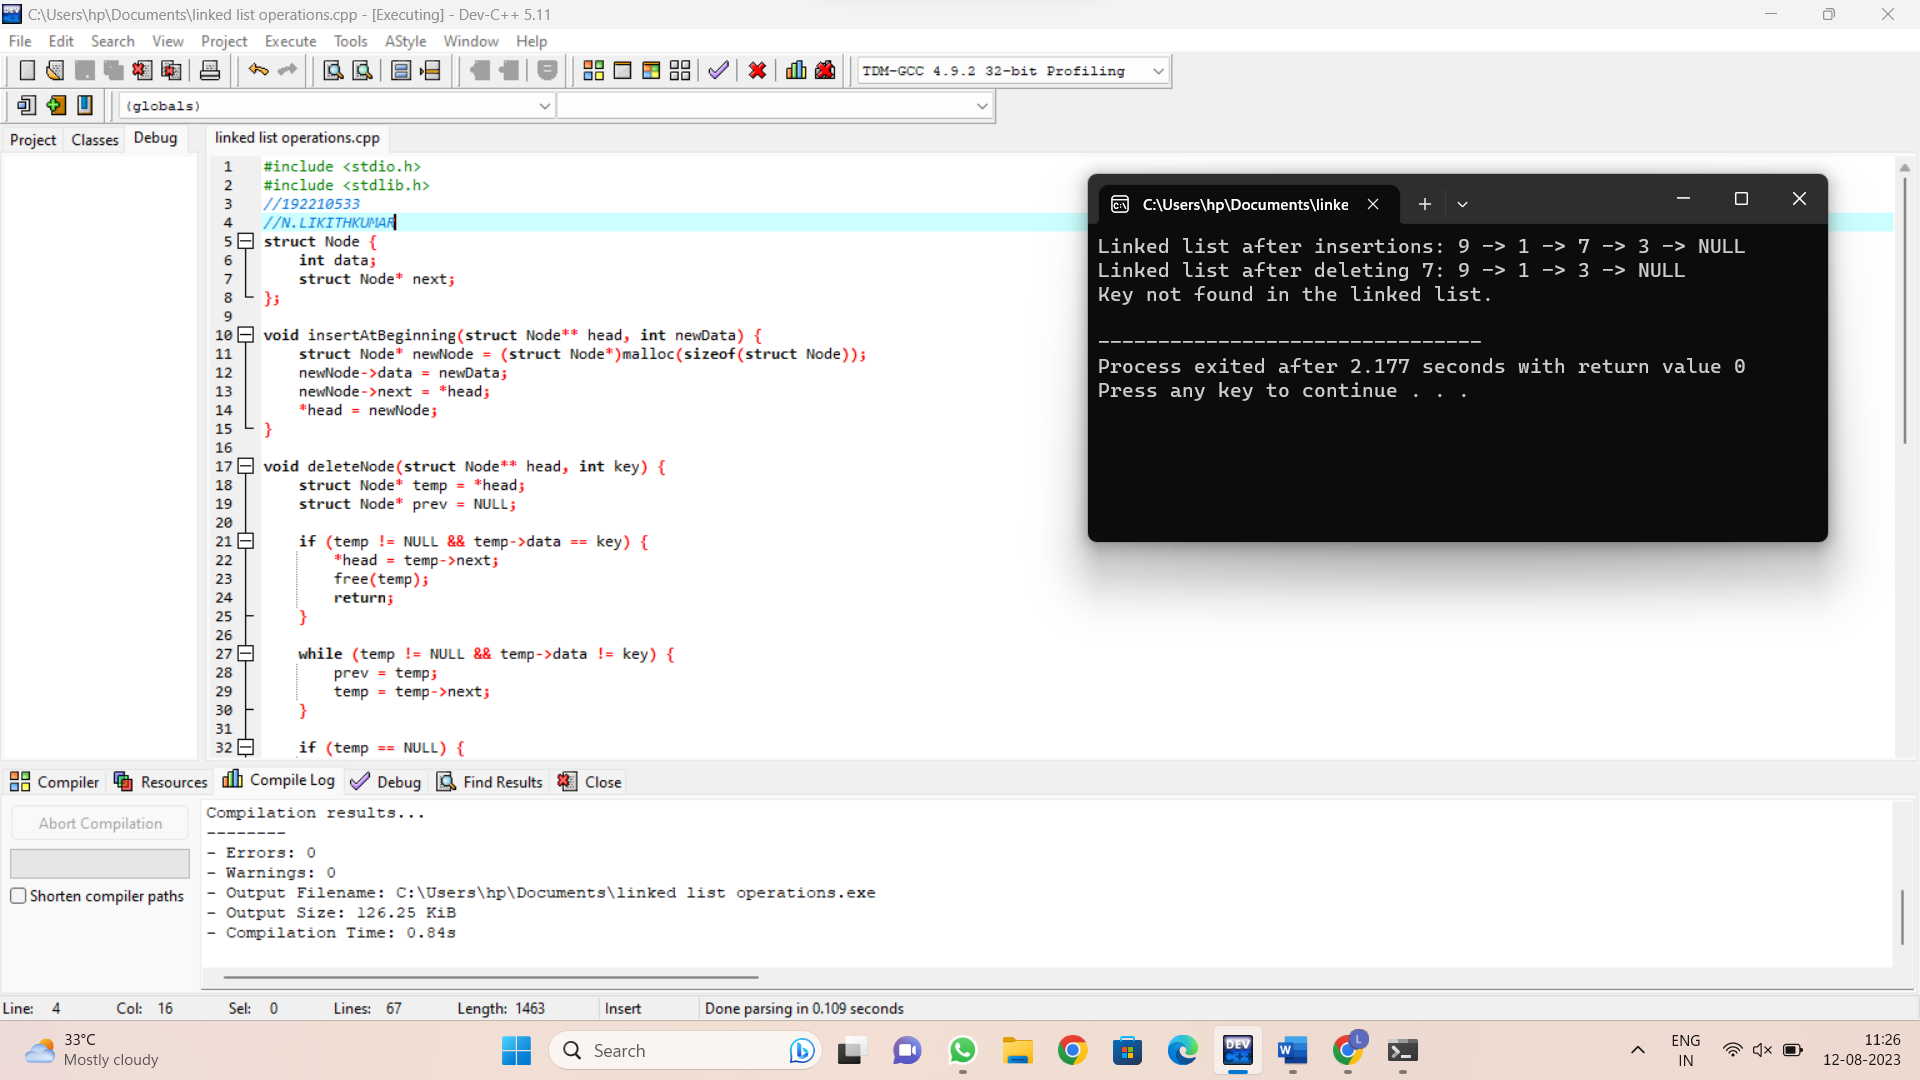 C:\Users\hp\Documents\linked list operations.cpp - [Executing] - Dev-C++ 5.11
File Edit Search View Project Execute Tools AStyle Window Help
TDM-GCC 4.9.2 32-bit Profiling
(globals)
Project Classes Debug
linked list operations.cpp
1 #include <stdio.h>
2 #include <stdlib.h>
3 //192210533
4 //N.LIKITHKUMAR
5 struct Node {
6 int data;
7 struct Node* next;
8 };
9
10 void insertAtBeginning(struct Node** head, int newData) {
11 struct Node* newNode = (struct Node*)malloc(sizeof(struct Node));
12 newNode->data = newData;
13 newNode->next = *head;
14 *head = newNode;
15 }
16
17 void deleteNode(struct Node** head, int key) {
18 struct Node* temp = *head;
19 struct Node* prev = NULL;
20
21 if (temp != NULL && temp->data == key) {
22 *head = temp->next;
23 free(temp);
24 return;
25 }
26
27 while (temp != NULL && temp->data != key) {
28 prev = temp;
29 temp = temp->next;
30 }
31
32 if (temp == NULL) {
C:\Users\hp\Documents\linke
Linked list after insertions: 9 -> 1 -> 7 -> 3 -> NULL
Linked list after deleting 7: 9 -> 1 -> 3 -> NULL
Key not found in the linked list.
--------------------------------
Process exited after 2.177 seconds with return value 0
Press any key to continue . . .
Compiler Resources Compile Log Debug Find Results Close
Abort Compilation
Shorten compiler paths
Compilation results...
--------
- Errors: 0
- Warnings: 0
- Output Filename: C:\Users\hp\Documents\linked list operations.exe
- Output Size: 126.25 KiB
- Compilation Time: 0.84s
Line: 4 Col: 16 Sel: 0 Lines: 67 Length: 1463 Insert Done parsing in 0.109 seconds
33°C
Mostly cloudy
Search
DEV
W
L
ENG
IN
11:26
12-08-2023